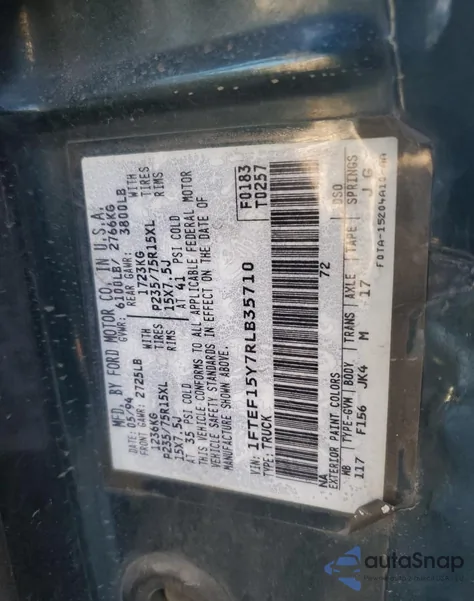 MFD. BY FORD MOTOR CO. IN U.S.A.
DATE: 05/94 GVWR: 6100LB/ 2766KG
FRONT GAWR: 2725LB REAR GAWR: 3800LB
1236KG WITH 1723KG WITH
P235/75R15XL TIRES P235/75R15XL TIRES
15X7.5J RIMS 15X7.5J RIMS
AT 35 PSI COLD AT 41 PSI COLD
THIS VEHICLE CONFORMS TO ALL APPLICABLE FEDERAL MOTOR
VEHICLE SAFETY STANDARDS IN EFFECT ON THE DATE OF
MANUFACTURE SHOWN ABOVE.
F0183
T0257
VIN: 1FTEF15Y7RLB35710
TYPE: TRUCK
NA 72
EXTERIOR PAINT COLORS DSO
WB TYPE-GVW BODY TRANS AXLE TAPE SPRINGS
117 F156 JK4 M 17 J G
F0TA-15204A10-
autoSnap